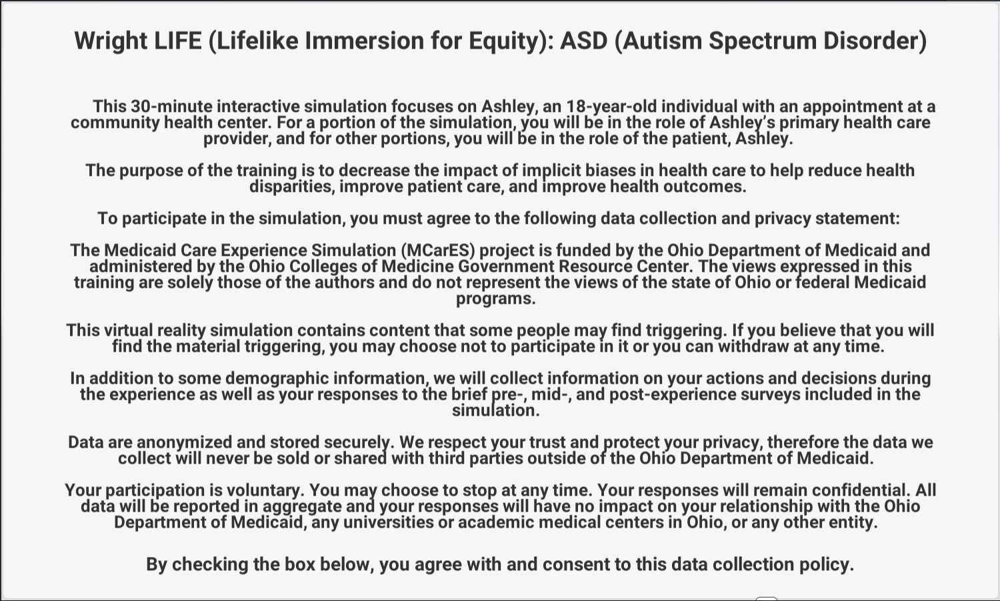 Wright LIFE (Lifelike Immersion for Equity): ASD (Autism Spectrum Disorder)
This 30-minute interactive simulation focuses on Ashley, an 18-year-old individual with an appointment at a
community health center. For a portion of the simulation, you will be in the role of Ashley's primary health care
provider, and for other portions, you will be in the role of the patient, Ashley.
The purpose of the training is to decrease the impact of implicit biases in health care to help reduce health
disparities, improve patient care, and improve health outcomes.
To participate in the simulation, you must agree to the following data collection and privacy statement:
The Medicaid Care Experience Simulation (MCarES) project is funded by the Ohio Department of Medicaid and
administered by the Ohio Colleges of Medicine Government Resource Center. The views expressed in this
training are solely those of the authors and do not represent the views of the state of Ohio or federal Medicaid
programs.
This virtual reality simulation contains content that some people may find triggering. If you believe that you will
find the material triggering, you may choose not to participate in it or you can withdraw at any time.
In addition to some demographic information, we will collect information on your actions and decisions during
the experience as well as your responses to the brief pre-, mid-, and post-experience surveys included in the
simulation.
Data are anonymized and stored securely. We respect your trust and protect your privacy, therefore the data we
collect will never be sold or shared with third parties outside of the Ohio Department of Medicaid.
Your participation is voluntary. You may choose to stop at any time. Your responses will remain confidential. All
data will be reported in aggregate and your responses will have no impact on your relationship with the Ohio
Department of Medicaid, any universities or academic medical centers in Ohio, or any other entity.
By checking the box below, you agree with and consent to this data collection policy.